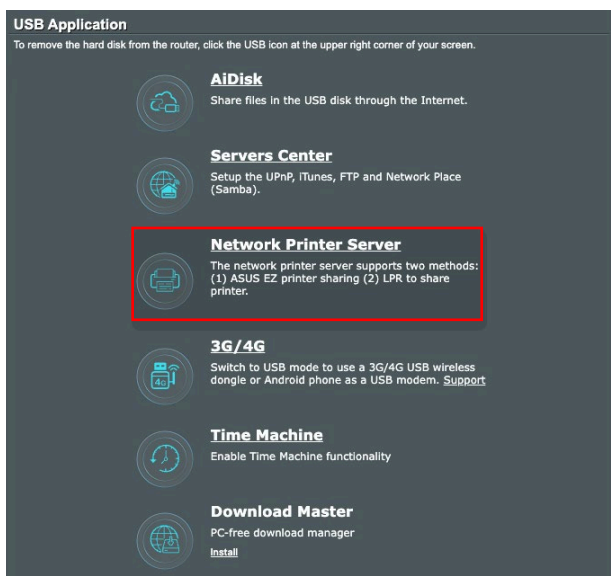 USB Application
To remove the hard disk from the router, click the USB icon at the upper right corner of your screen.
AiDisk
Share files in the USB disk through the Internet.
Servers Center
Setup the UPnP, iTunes, FTP and Network Place
(Samba).
Network Printer Server
The network printer server supports two methods:
(1) ASUS EZ printer sharing (2) LPR to share
printer.
3G/4G
4G
Switch to USB mode to use a 3G/4G USB wireless
dongle or Android phone as a USB modem. Support
Time Machine
Enable Time Machine functionality
Download Master
PC-free download manager
Install